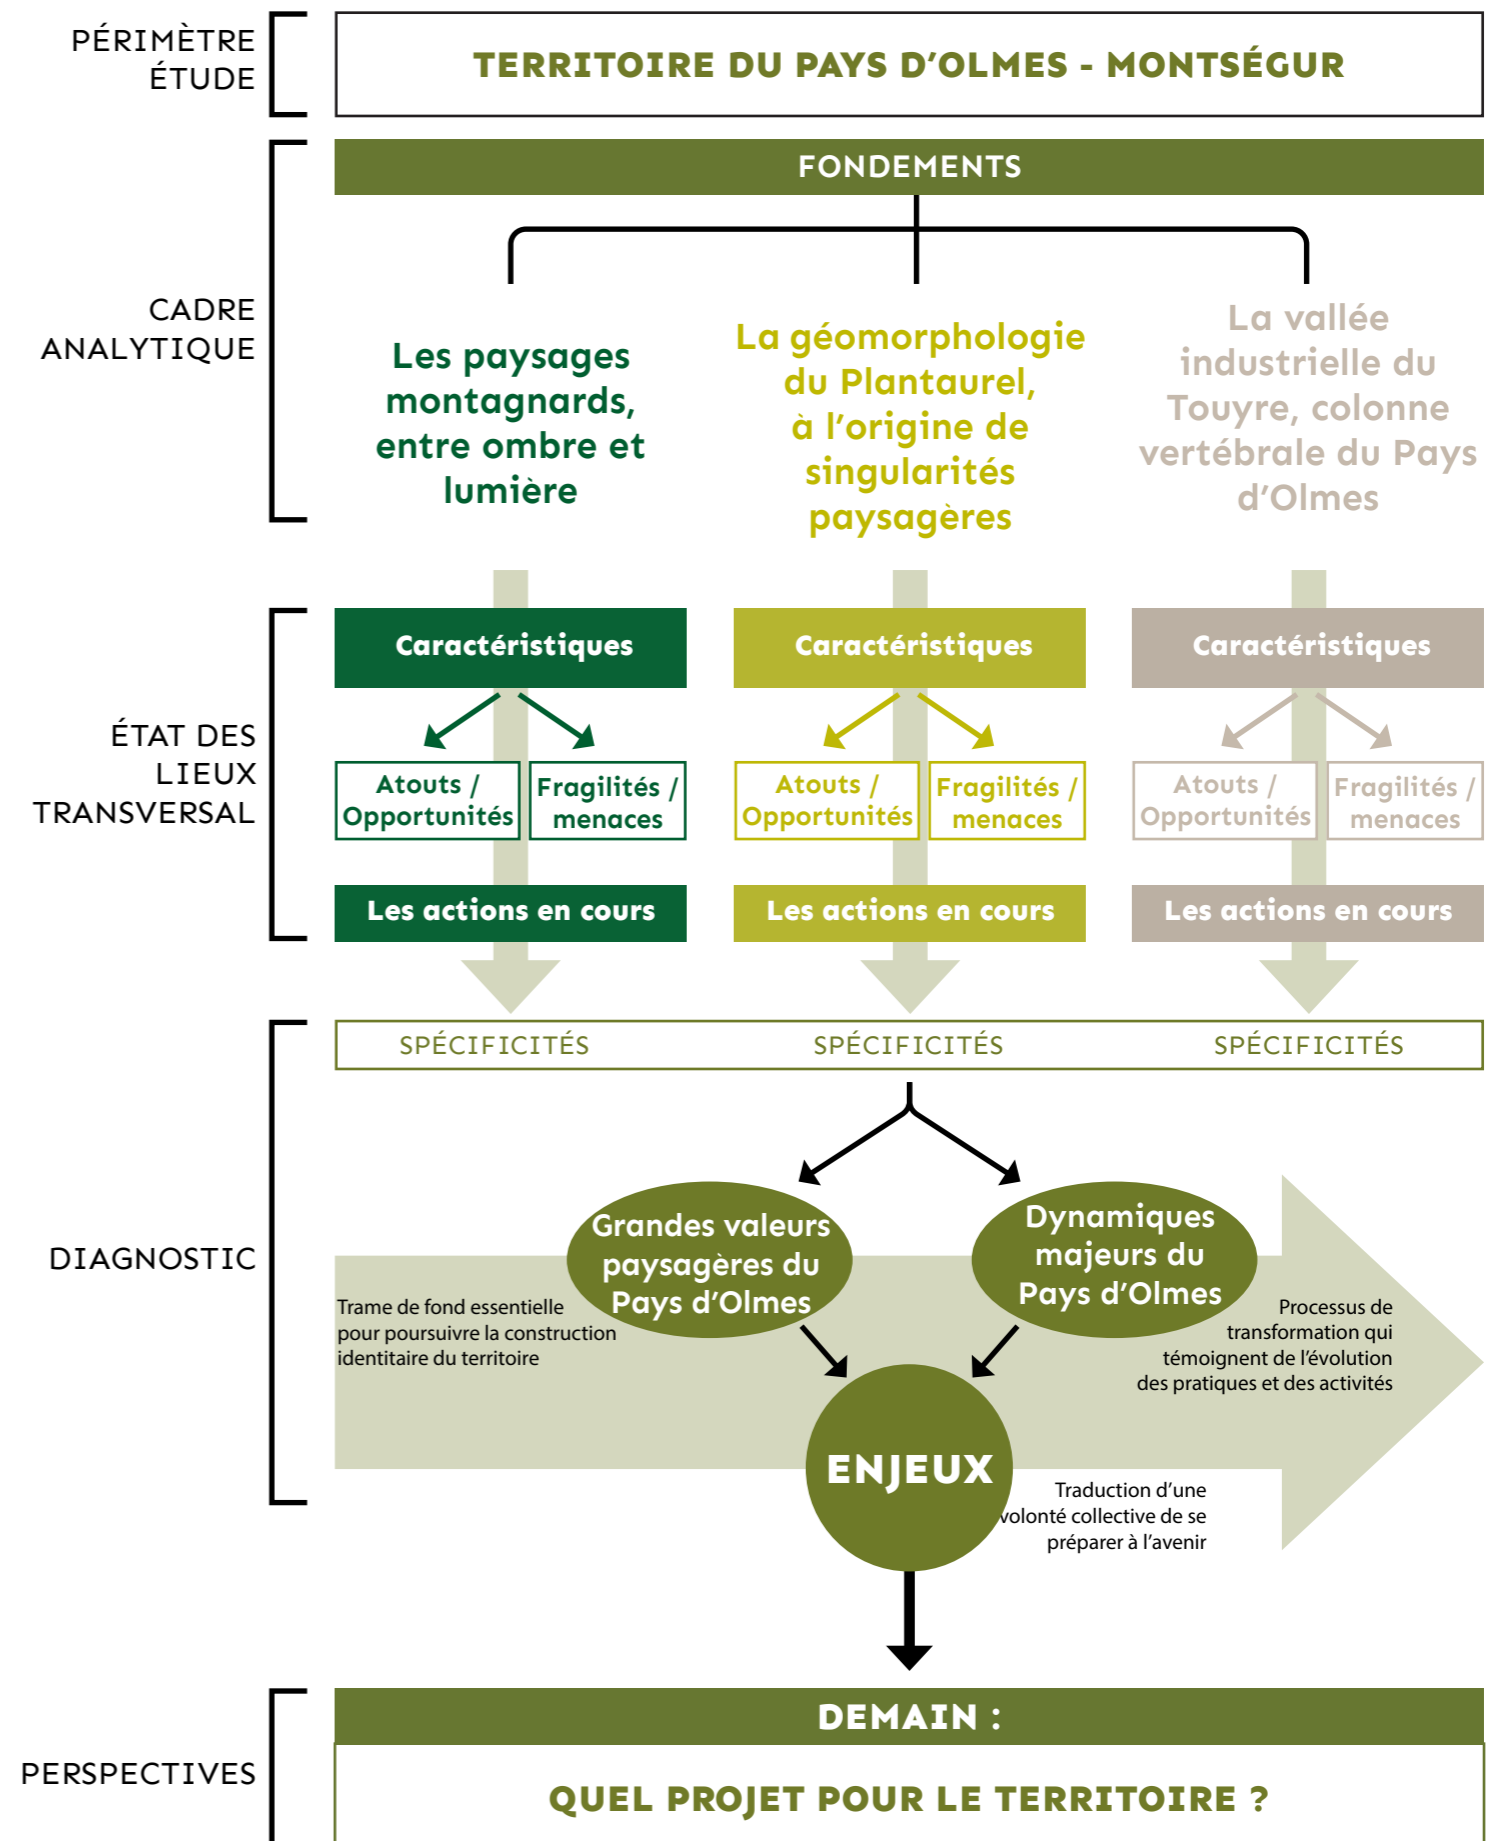 PÉRIMÈTRE
ÉTUDE
TERRITOIRE DU PAYS D’OLMES - MONTSÉGUR
CADRE
ANALYTIQUE
FONDEMENTS
Les paysages
montagnards,
entre ombre et
lumière
La géomorphologie
du Plantaurel,
à l’origine de
singularités
paysagères
La vallée
industrielle du
Touyre, colonne
vertébrale du Pays
d’Olmes
ÉTAT DES
LIEUX
TRANSVERSAL
Caractéristiques
Atouts /
Opportunités
Fragilités /
menaces
Les actions en cours
Caractéristiques
Atouts /
Opportunités
Fragilités /
menaces
Les actions en cours
Caractéristiques
Atouts /
Opportunités
Fragilités /
menaces
Les actions en cours
DIAGNOSTIC
SPÉCIFICITÉS
SPÉCIFICITÉS
SPÉCIFICITÉS
Grandes valeurs
paysagères du
Pays d’Olmes
Dynamiques
majeurs du
Pays d’Olmes
Trame de fond essentielle
pour poursuivre la construction
identitaire du territoire
Processus de
transformation qui
témoignent de l’évolution
des pratiques et des activités
ENJEUX
Traduction d’une
volonté collective de se
préparer à l’avenir
PERSPECTIVES
DEMAIN :
QUEL PROJET POUR LE TERRITOIRE ?